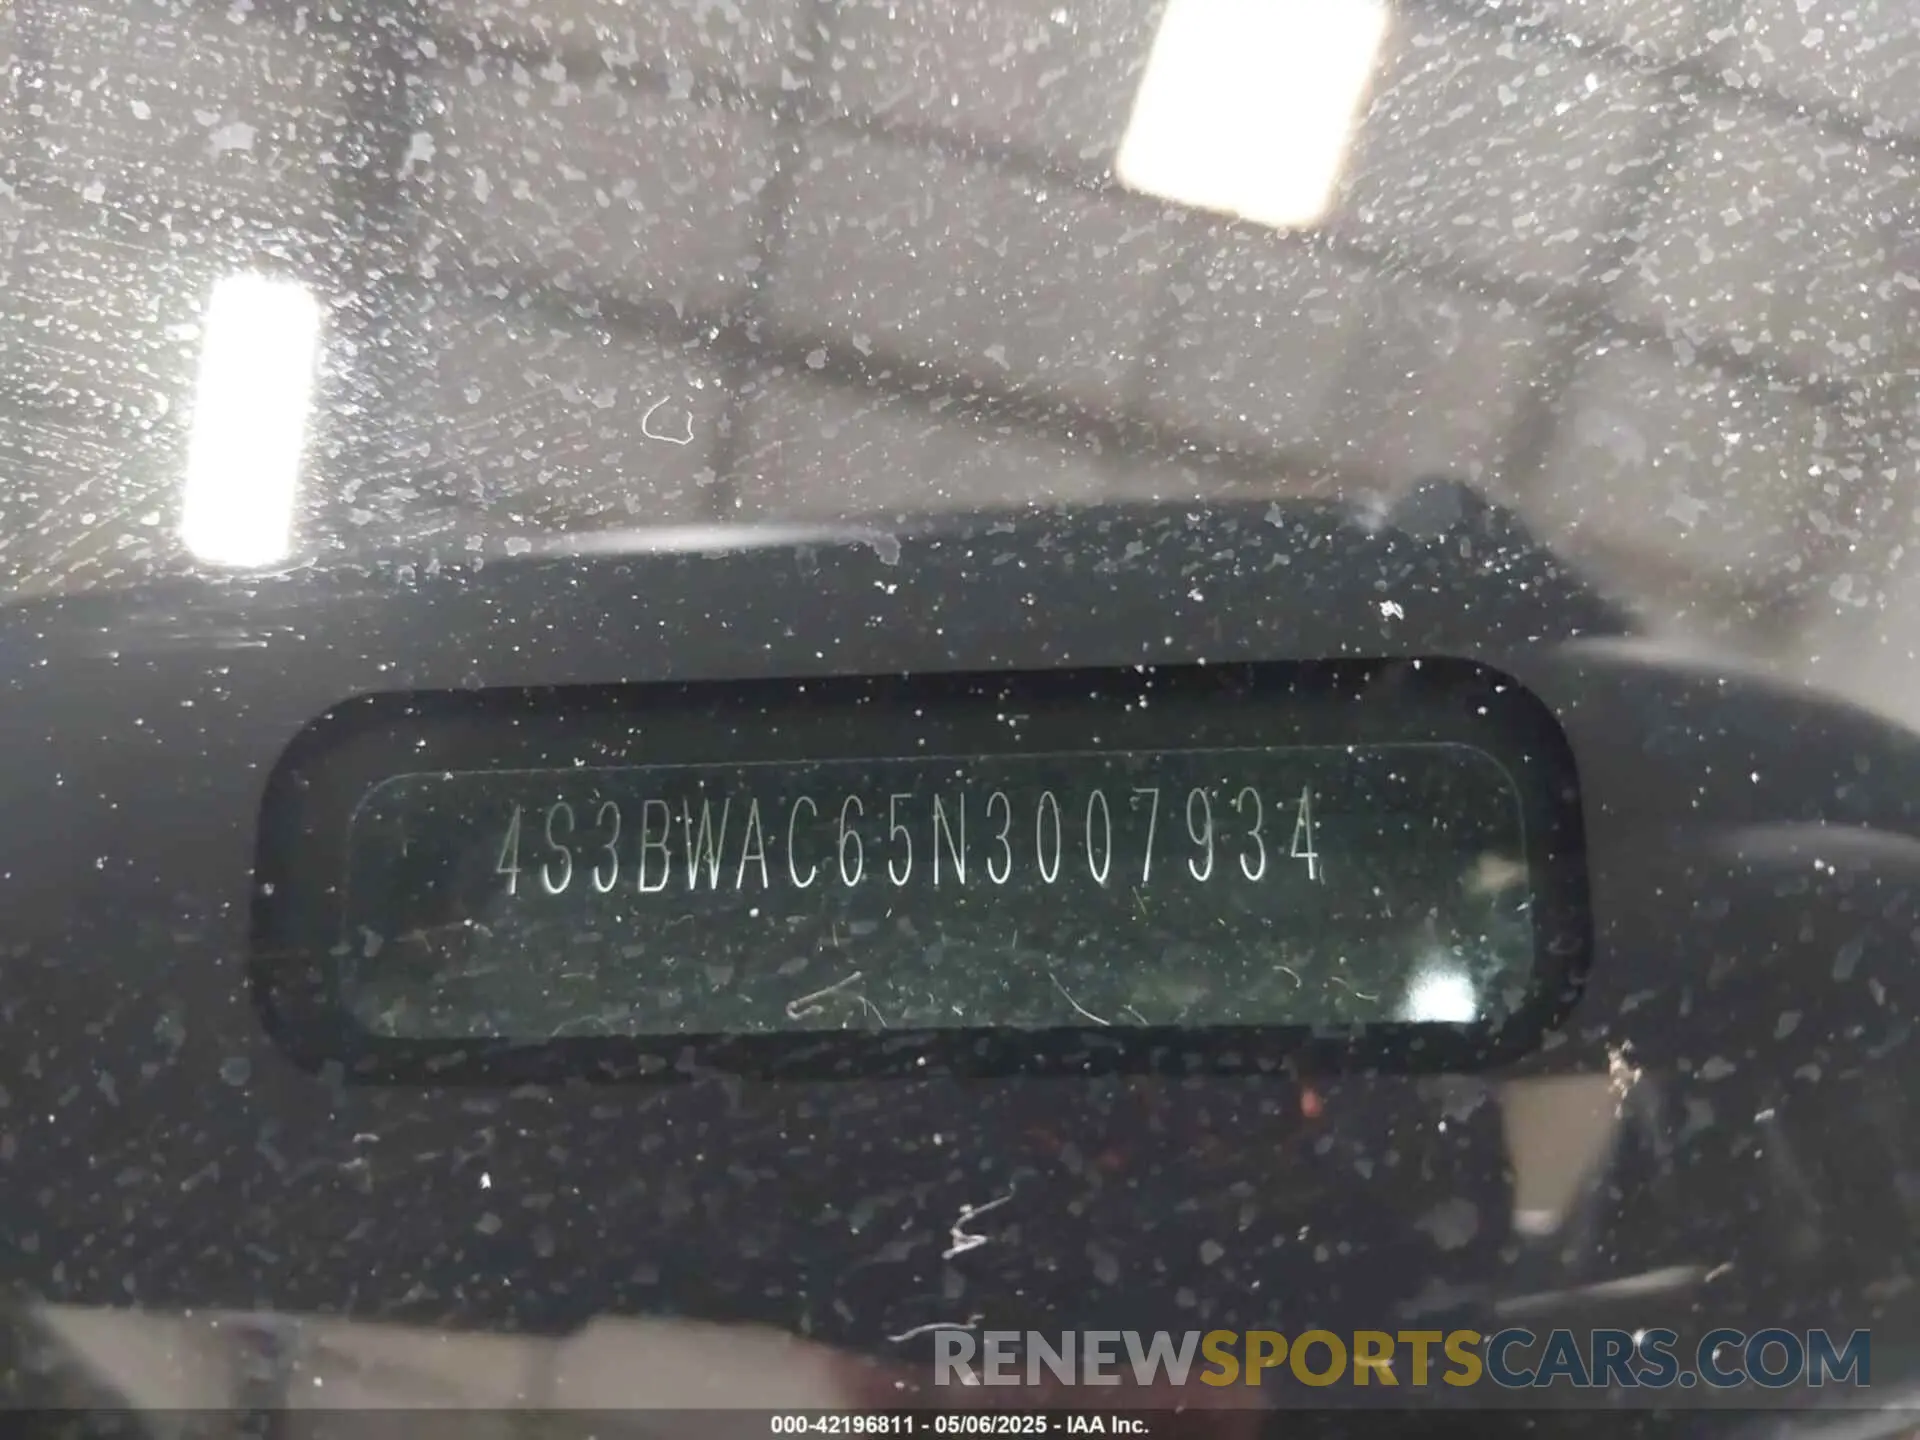 4S3BWAC65N3007934
RENEWSPORTSCARS.COM
000-42196811 - 05/06/2025 - IAA Inc.